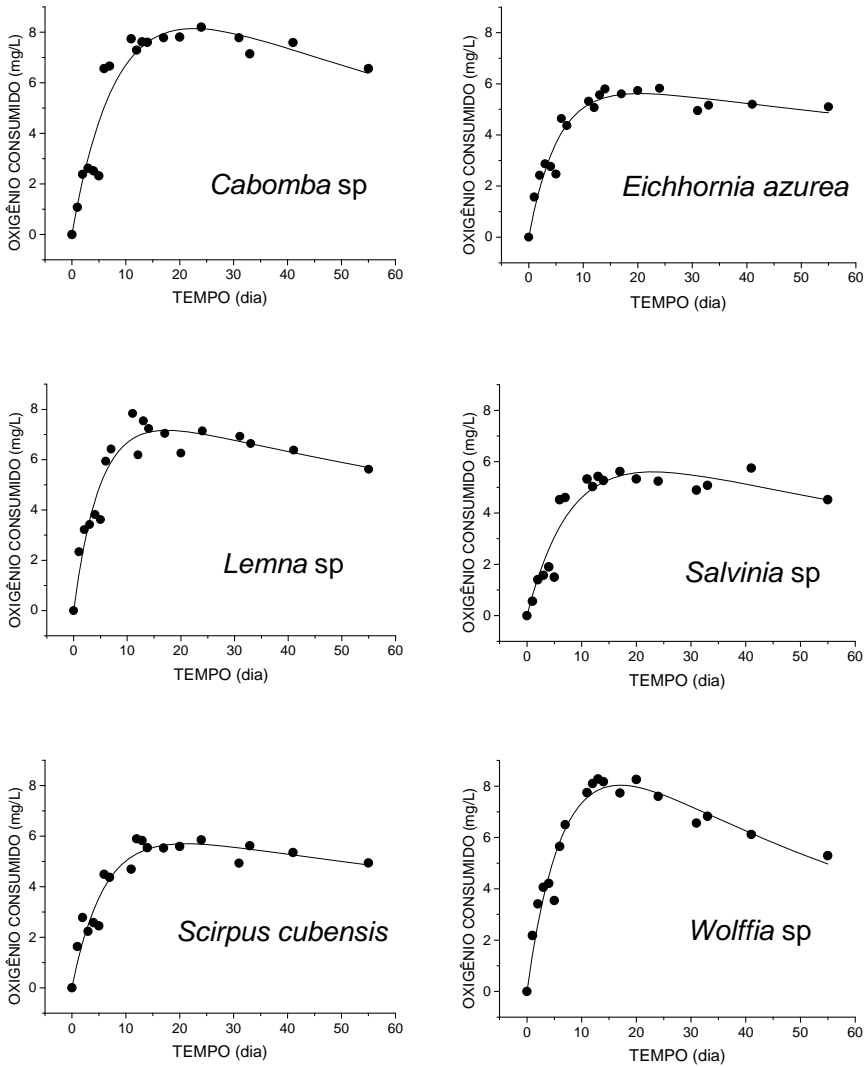 OXIGÊNIO CONSUMIDO (mg/L)
8
6
4
2
0
Cabomba sp
0 10 20 30 40 50 60
TEMPO (dia)
OXIGÊNIO CONSUMIDO (mg/L)
8
6
4
2
0
Eichhornia azurea
0 10 20 30 40 50 60
TEMPO (dia)
OXIGÊNIO CONSUMIDO (mg/L)
8
6
4
2
0
Lemna sp
0 10 20 30 40 50 60
TEMPO (dia)
OXIGÊNIO CONSUMIDO (mg/L)
8
6
4
2
0
Salvinia sp
0 10 20 30 40 50 60
TEMPO (dia)
OXIGÊNIO CONSUMIDO (mg/L)
8
6
4
2
0
Scirpus cubensis
0 10 20 30 40 50 60
TEMPO (dia)
OXIGÊNIO CONSUMIDO (mg/L)
8
6
4
2
0
Wolffia sp
0 10 20 30 40 50 60
TEMPO (dia)